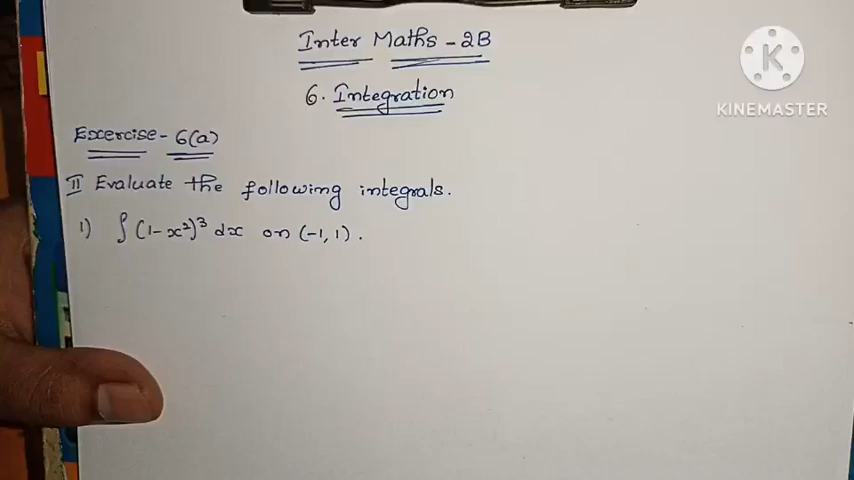 Inter Maths - 2B
6. Integration
KINEMASTER
Excercise - 6(a)
II Evaluate the following integrals.
1) ∫(1-x²)³ dx on (-1, 1).